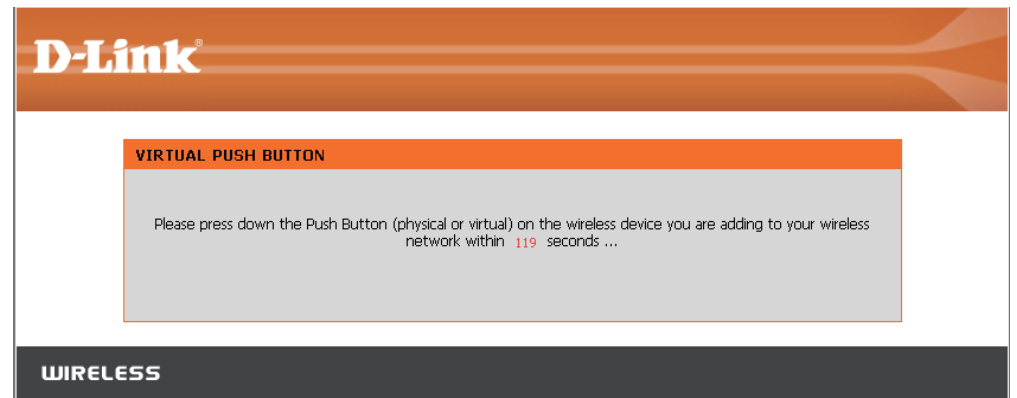 D-Link®
VIRTUAL PUSH BUTTON
Please press down the Push Button (physical or virtual) on the wireless device you are adding to your wireless
network within 119 seconds ...
WIRELESS